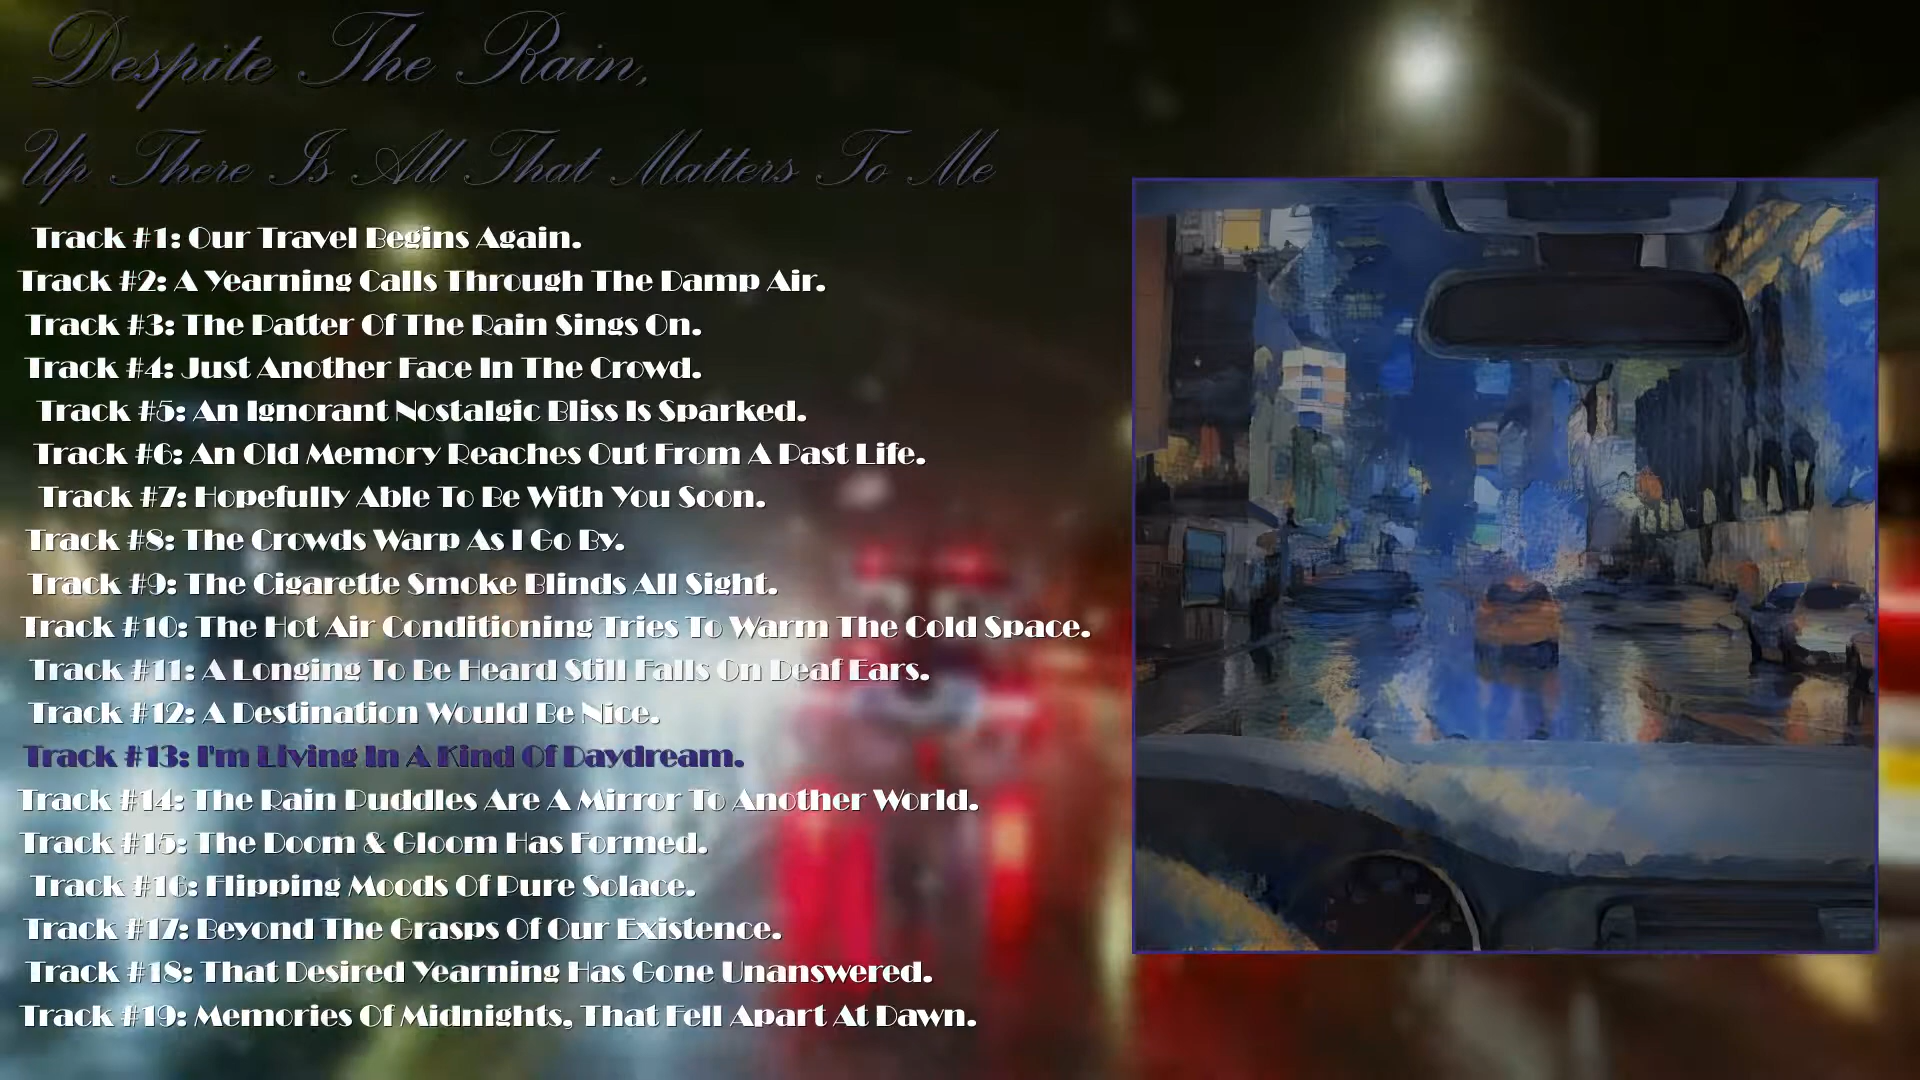 Despite The Rain,
Up There Is All That Matters To Me
Track #1: Our Travel Begins Again.
Track #2: A Yearning Calls Through The Damp Air.
Track #3: The Patter Of The Rain Sings On.
Track #4: Just Another Face In The Crowd.
Track #5: An Ignorant Nostalgic Bliss Is Sparked.
Track #6: An Old Memory Reaches Out From A Past Life.
Track #7: Hopefully Able To Be With You Soon.
Track #8: The Crowds Warp As I Go By.
Track #9: The Cigarette Smoke Blinds All Sight.
Track #10: The Hot Air Conditioning Tries To Warm The Cold Space.
Track #11: A Longing To Be Heard Still Falls On Deaf Ears.
Track #12: A Destination Would Be Nice.
Track #13: I'm Living In A Kind Of Daydream.
Track #14: The Rain Puddles Are A Mirror To Another World.
Track #15: The Doom & Gloom Has Formed.
Track #16: Flipping Moods Of Pure Solace.
Track #17: Beyond The Grasps Of Our Existence.
Track #18: That Desired Yearning Has Gone Unanswered.
Track #19: Memories Of Midnights, That Fell Apart At Dawn.